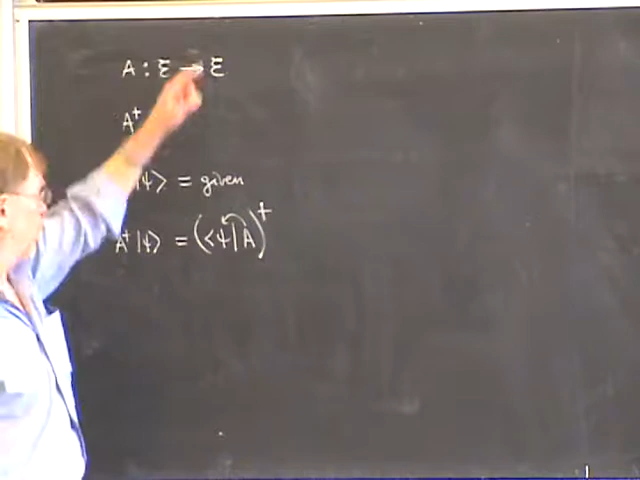 A : ℰ → ℰ
A†
|ψ⟩ = given
A†|ψ⟩ = (⟨ψ|A)†